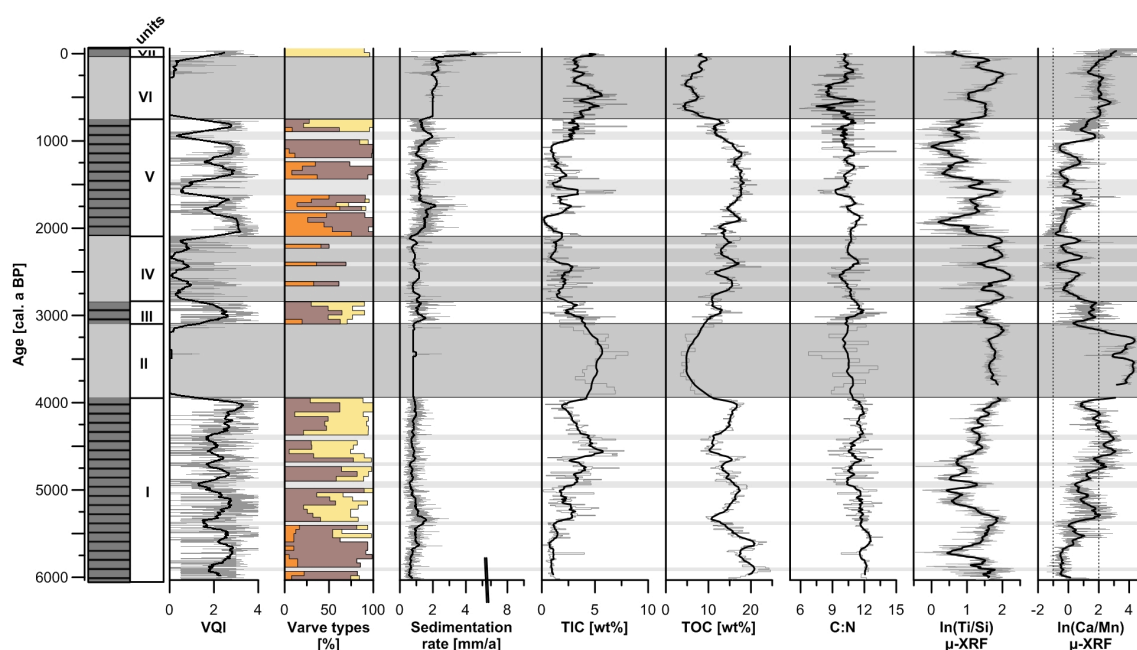 units
0
1000
2000
3000
4000
5000
6000
Age [cal. a BP]
VII
VI
V
IV
III
II
I
0 2 4
VQI
0 50 100
Varve types
[%]
0 2 4 6 8
Sedimentation
rate [mm/a]
0 5 10
TIC [wt%]
0 10 20 25
TOC [wt%]
6 9 12 15
C:N
0 1 2
ln(Ti/Si)
μ-XRF
-2 0 2 4
ln(Ca/Mn)
μ-XRF